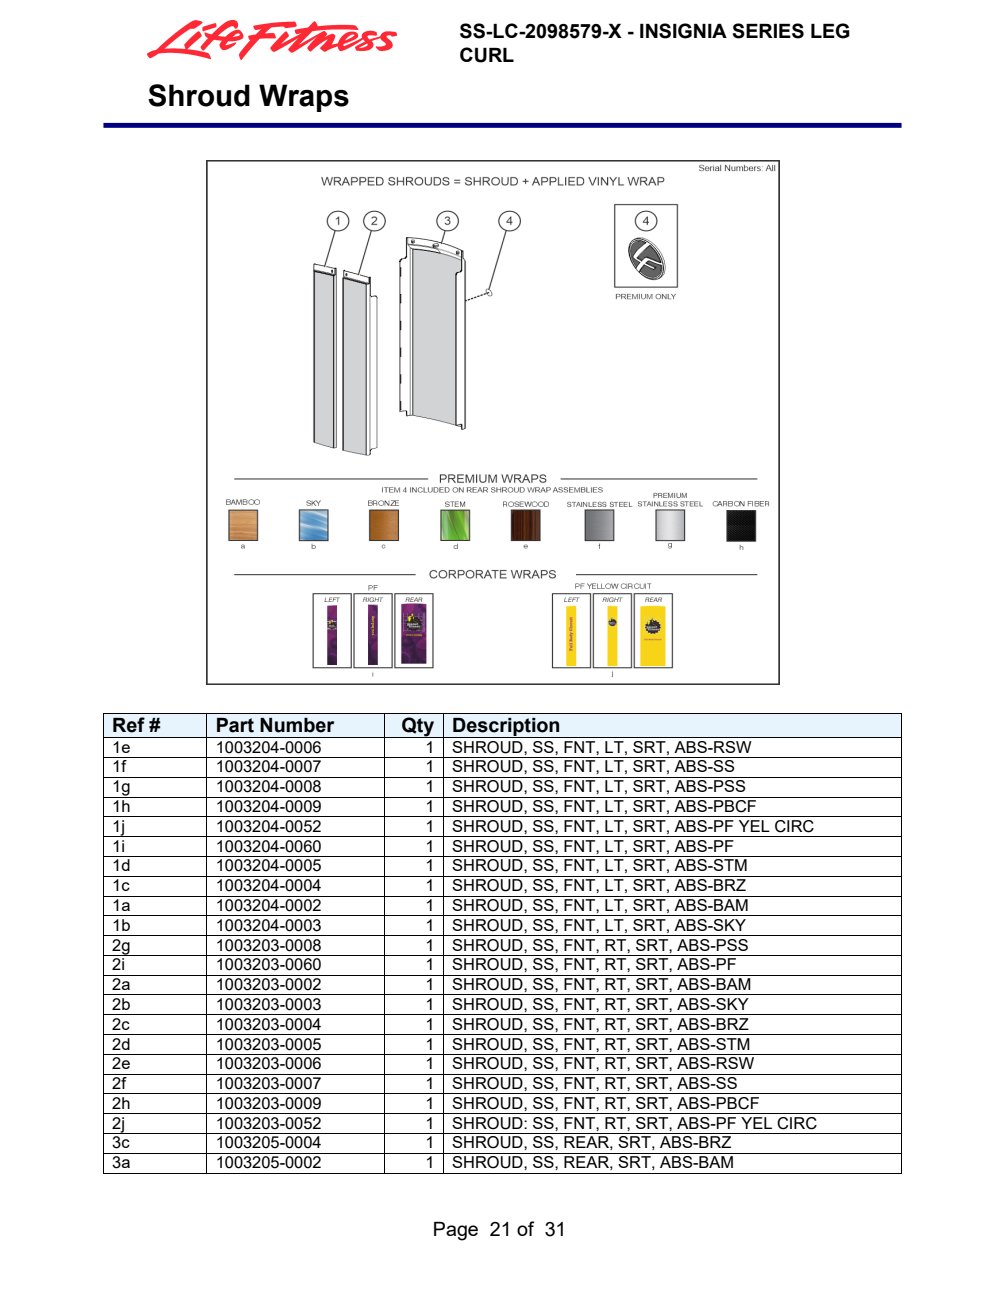 Life Fitness
SS-LC-2098579-X - INSIGNIA SERIES LEG
CURL
Shroud Wraps
Serial Numbers: All
WRAPPED SHROUDS = SHROUD + APPLIED VINYL WRAP
1 2 3 4 4
PREMIUM ONLY
PREMIUM WRAPS
ITEM 4 INCLUDED ON REAR SHROUD WRAP ASSEMBLIES
BAMBOO SKY BRONZE STEM ROSEWOOD STAINLESS STEEL PREMIUM STAINLESS STEEL CARBON FIBER
a b c d e f g h
CORPORATE WRAPS
PF PF YELLOW CIRCUIT
LEFT RIGHT REAR LEFT RIGHT REAR
Full Body Circuit
i j
Ref # Part Number Qty Description
1e 1003204-0006 1 SHROUD, SS, FNT, LT, SRT, ABS-RSW
1f 1003204-0007 1 SHROUD, SS, FNT, LT, SRT, ABS-SS
1g 1003204-0008 1 SHROUD, SS, FNT, LT, SRT, ABS-PSS
1h 1003204-0009 1 SHROUD, SS, FNT, LT, SRT, ABS-PBCF
1j 1003204-0052 1 SHROUD, SS, FNT, LT, SRT, ABS-PF YEL CIRC
1i 1003204-0060 1 SHROUD, SS, FNT, LT, SRT, ABS-PF
1d 1003204-0005 1 SHROUD, SS, FNT, LT, SRT, ABS-STM
1c 1003204-0004 1 SHROUD, SS, FNT, LT, SRT, ABS-BRZ
1a 1003204-0002 1 SHROUD, SS, FNT, LT, SRT, ABS-BAM
1b 1003204-0003 1 SHROUD, SS, FNT, LT, SRT, ABS-SKY
2g 1003203-0008 1 SHROUD, SS, FNT, RT, SRT, ABS-PSS
2i 1003203-0060 1 SHROUD, SS, FNT, RT, SRT, ABS-PF
2a 1003203-0002 1 SHROUD, SS, FNT, RT, SRT, ABS-BAM
2b 1003203-0003 1 SHROUD, SS, FNT, RT, SRT, ABS-SKY
2c 1003203-0004 1 SHROUD, SS, FNT, RT, SRT, ABS-BRZ
2d 1003203-0005 1 SHROUD, SS, FNT, RT, SRT, ABS-STM
2e 1003203-0006 1 SHROUD, SS, FNT, RT, SRT, ABS-RSW
2f 1003203-0007 1 SHROUD, SS, FNT, RT, SRT, ABS-SS
2h 1003203-0009 1 SHROUD, SS, FNT, RT, SRT, ABS-PBCF
2j 1003203-0052 1 SHROUD: SS, FNT, RT, SRT, ABS-PF YEL CIRC
3c 1003205-0004 1 SHROUD, SS, REAR, SRT, ABS-BRZ
3a 1003205-0002 1 SHROUD, SS, REAR, SRT, ABS-BAM
Page 21 of 31